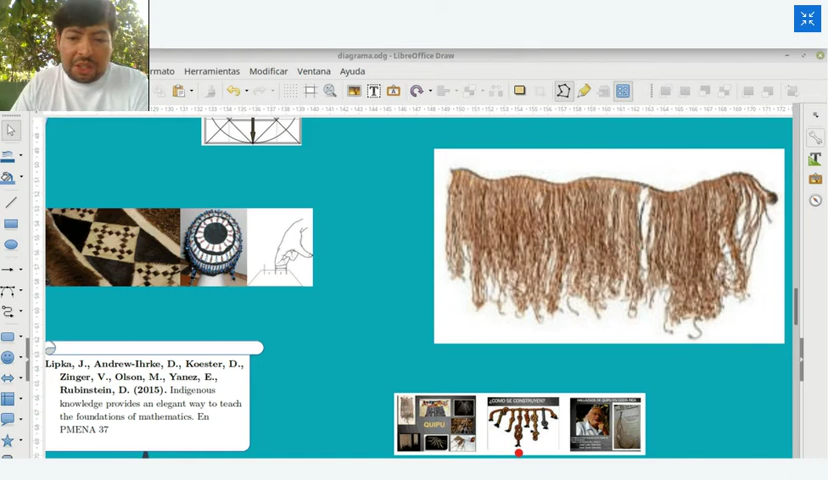 diagrama.odg - LibreOffice Draw
Herramientas Modificar Ventana Ayuda
Lipka, J., Andrew-Ihrke, D., Koester, D.,
Zinger, V., Olson, M., Yanez, E.,
Rubinstein, D. (2015). Indigenous
knowledge provides an elegant way to teach
the foundations of mathematics. En
PMENA 37
QUIPU
¿COMO SE CONSTRUYEN?